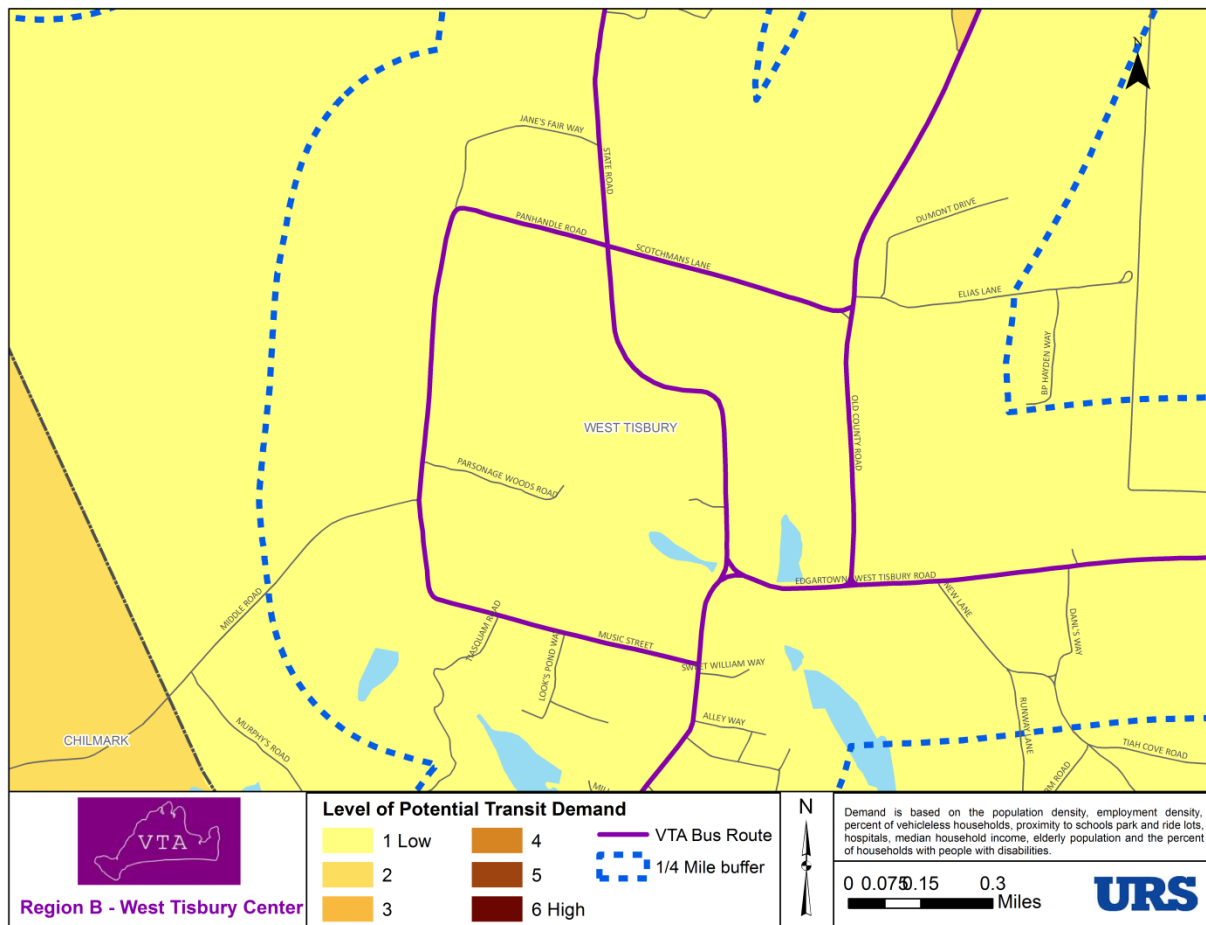 N
JANE'S FAIR WAY
STATE ROAD
DUMONT DRIVE
PANHANDLE ROAD
SCOTCHMANS LANE
ELIAS LANE
BP HAYDEN WAY
OLD COUNTY ROAD
WEST TISBURY
PARSONAGE WOODS ROAD
EDGARTOWN WEST TISBURY ROAD
NEW LANE
DANL'S WAY
MIDDLE ROAD
TIASQUAM ROAD
MUSIC STREET
LOOK'S POND WAY
SWEET WILLIAM WAY
RUNWAY LANE
ALLEY WAY
MURPHY'S ROAD
CHILMARK
TIAH COVE ROAD
ROAD
VTA
Region B - West Tisbury Center
Level of Potential Transit Demand
1 Low
2
3
4
5
6 High
VTA Bus Route
1/4 Mile buffer
N
Demand is based on the population density, employment density,
percent of vehicleless households, proximity to schools park and ride lots,
hospitals, median household income, elderly population and the percent
of households with people with disabilities.
0 0.075 0.15 0.3
Miles
URS